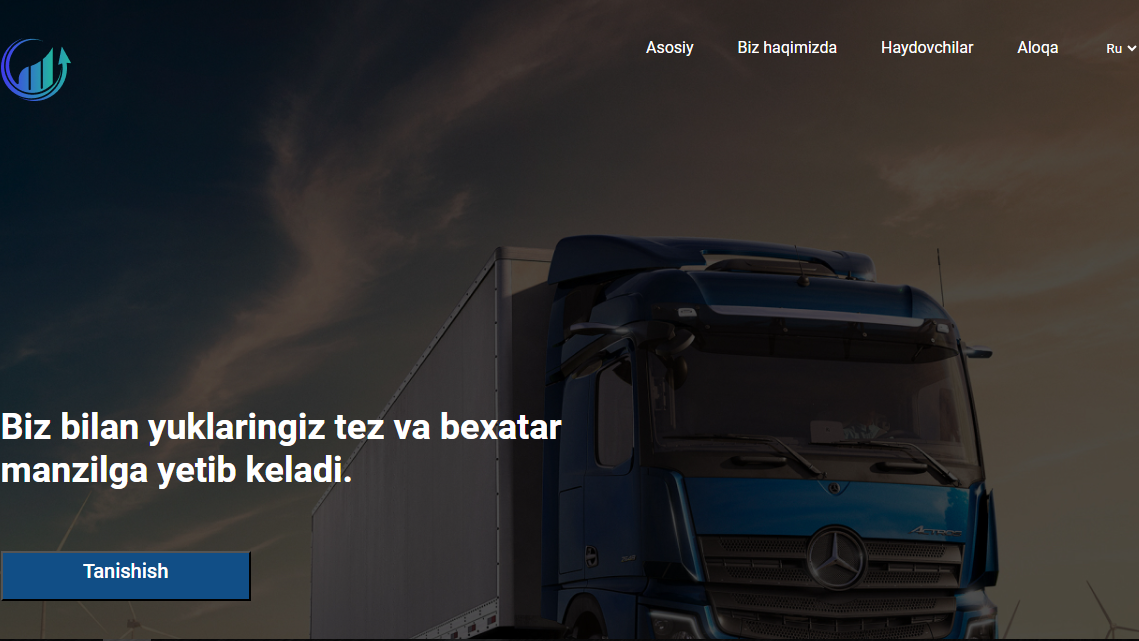 Asosiy
Biz haqimizda
Haydovchilar
Aloqa
Ru
Biz bilan yuklaringiz tez va bexatar
manzilga yetib keladi.
Tanishish